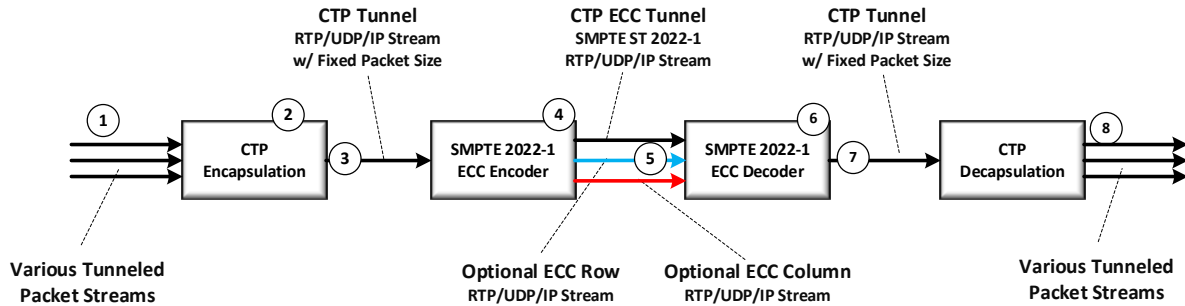 CTP Tunnel
RTP/UDP/IP Stream
w/ Fixed Packet Size
CTP ECC Tunnel
SMPTE ST 2022-1
RTP/UDP/IP Stream
CTP Tunnel
RTP/UDP/IP Stream
w/ Fixed Packet Size
1
2
CTP
Encapsulation
3
4
SMPTE 2022-1
ECC Encoder
5
6
SMPTE 2022-1
ECC Decoder
7
CTP
Decapsulation
8
Various Tunneled
Packet Streams
Optional ECC Row
RTP/UDP/IP Stream
Optional ECC Column
RTP/UDP/IP Stream
Various Tunneled
Packet Streams